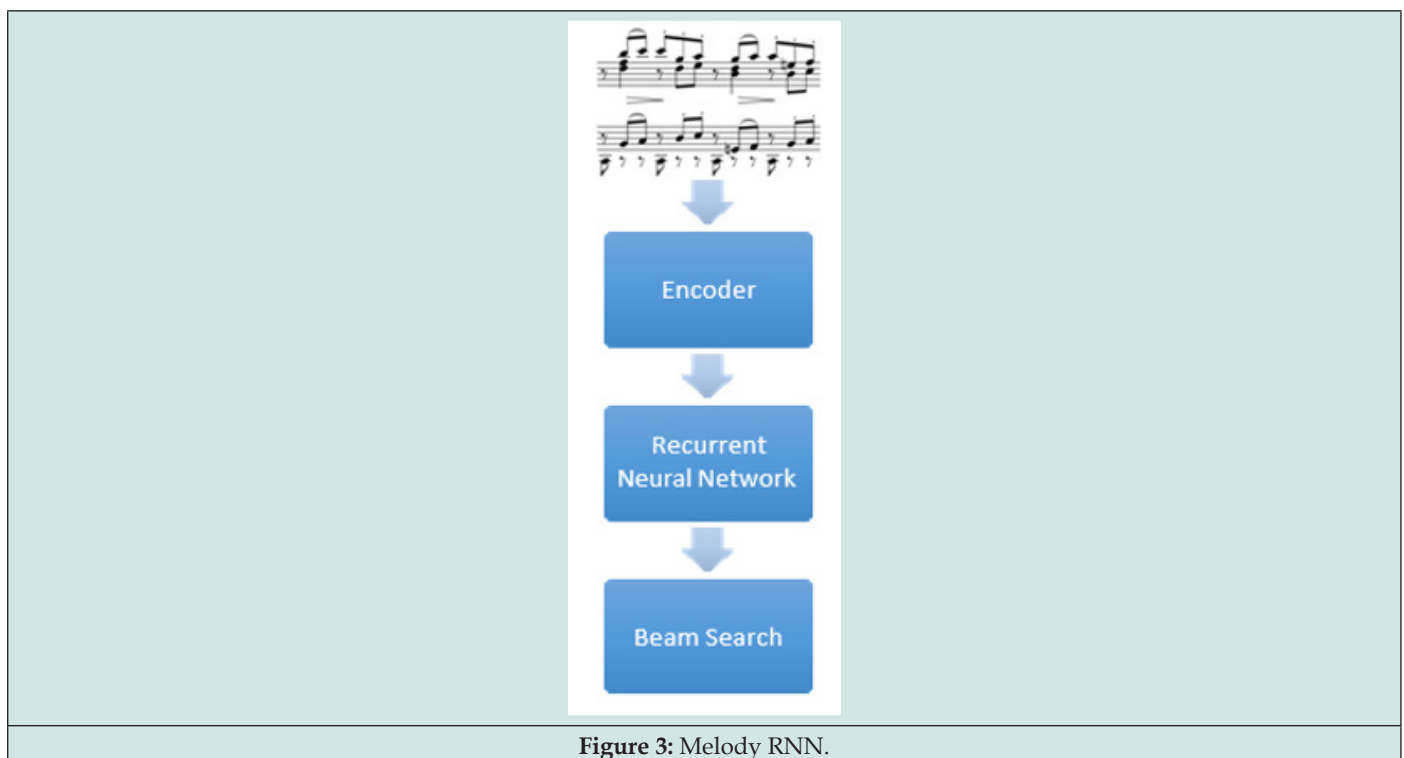 Encoder
Recurrent
Neural Network
Beam Search
Figure 3: Melody RNN.